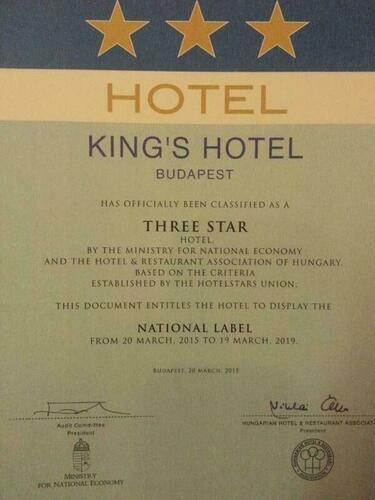 HOTEL
KING'S HOTEL
BUDAPEST
HAS OFFICIALLY BEEN CLASSIFIED AS A
THREE STAR
HOTEL,
BY THE MINISTRY FOR NATIONAL ECONOMY
AND THE HOTEL & RESTAURANT ASSOCIATION OF HUNGARY,
BASED ON THE CRITERIA
ESTABLISHED BY THE HOTELSTARS UNION.
THIS DOCUMENT ENTITLES THE HOTEL TO DISPLAY THE
NATIONAL LABEL
FROM 20 MARCH, 2015 TO 19 MARCH, 2019.
BUDAPEST, 20 MARCH, 2015
Audit Committee
President
MINISTRY
FOR NATIONAL ECONOMY
HUNGARIAN HOTEL & RESTAURANT ASSOCIAT
President